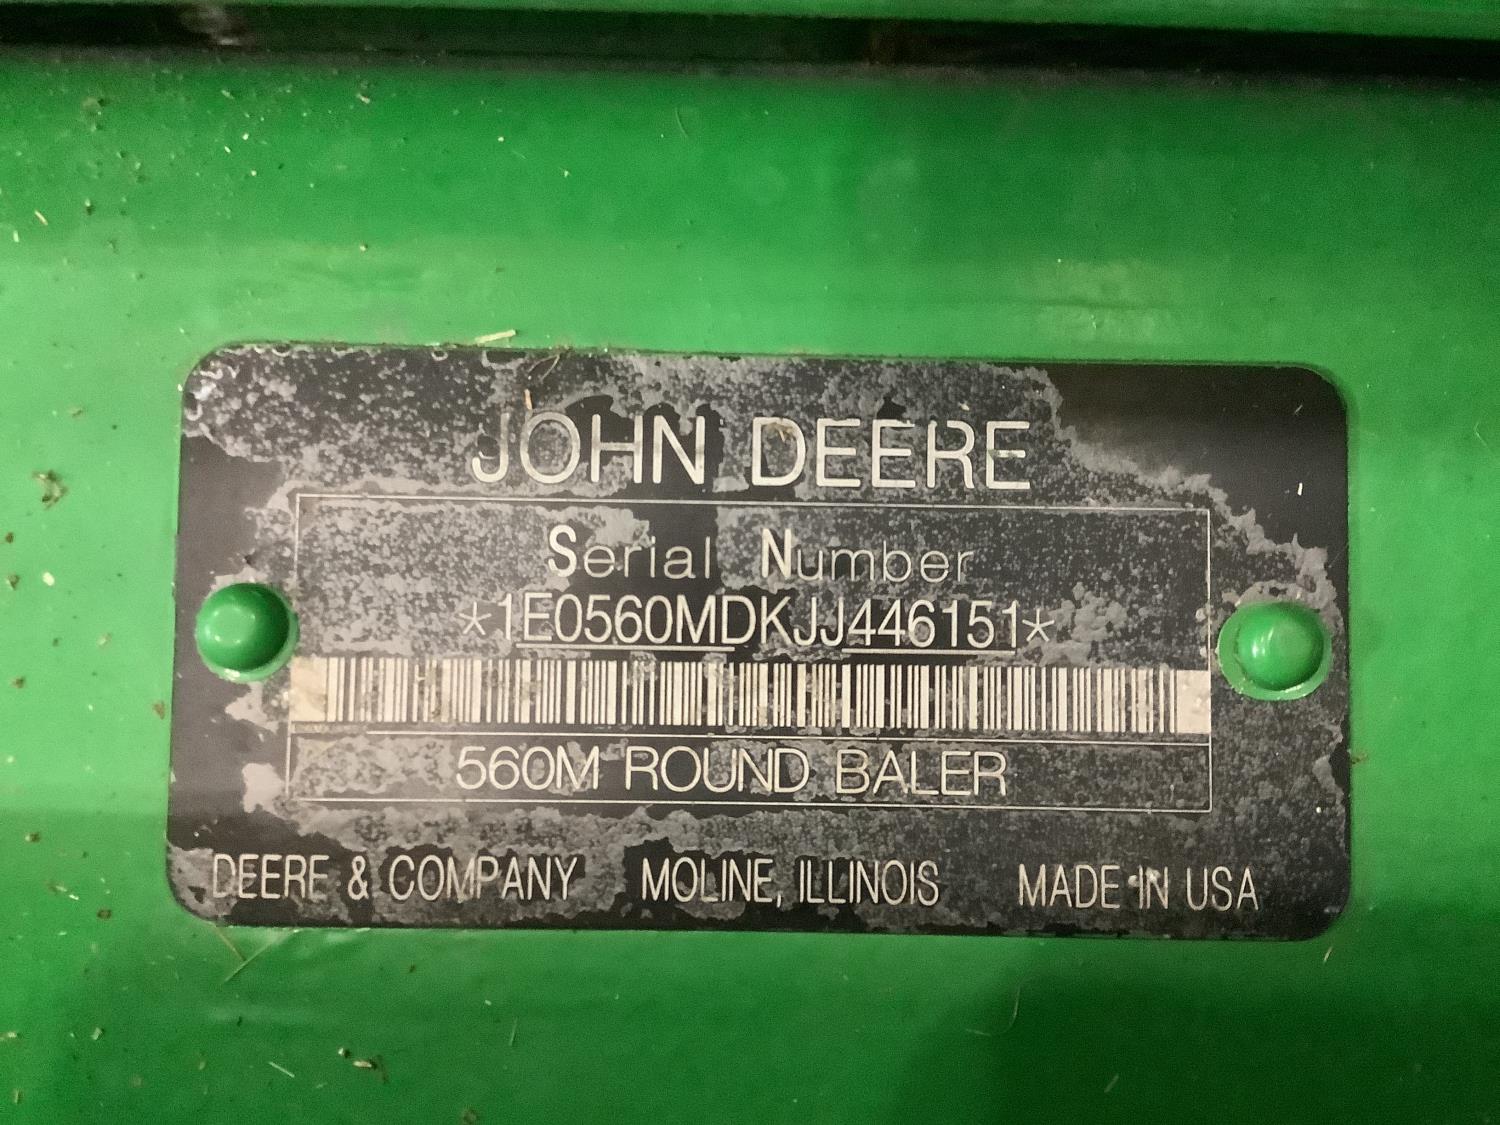 JOHN DEERE
Serial Number
*1E0560MDKJJ446151*
560M ROUND BALER
DEERE & COMPANY MOLINE, ILLINOIS MADE IN USA